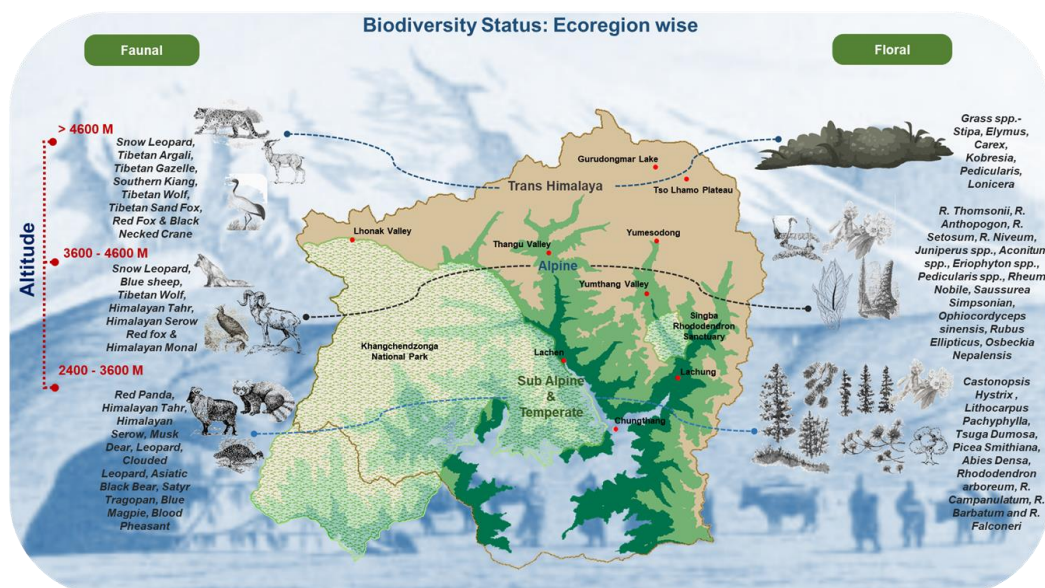 Biodiversity Status: Ecoregion wise
Faunal
Floral
Altitude
> 4600 M
Snow Leopard,
Tibetan Argali,
Tibetan Gazelle,
Southern Kiang,
Tibetan Wolf,
Tibetan Sand Fox,
Red Fox & Black
Necked Crane
3600 - 4600 M
Snow Leopard,
Blue sheep,
Tibetan Wolf,
Himalayan Tahr,
Himalayan Serow
Red fox &
Himalayan Monal
2400 - 3600 M
Red Panda,
Himalayan Tahr,
Himalayan
Serow, Musk
Dear, Leopard,
Clouded
Leopard, Asiatic
Black Bear, Satyr
Tragopan, Blue
Magpie, Blood
Pheasant
Gurudongmar Lake
Trans Himalaya
Tso Lhamo Plateau
Lhonak Valley
Thangu Valley
Yumesodong
Alpine
Yumthang Valley
Singba
Rhododendron
Sanctuary
Khangchendzonga
National Park
Lachen
Lachung
Sub Alpine
&
Temperate
Chungthang
Grass spp.-
Stipa, Elymus,
Carex,
Kobresia,
Pedicularis,
Lonicera
R. Thomsonii, R.
Anthopogon, R.
Setosum, R. Niveum,
Juniperus spp., Aconitum
spp., Eriophyton spp.,
Pedicularis spp., Rheum
Nobile, Saussurea
Simpsonian,
Ophiocordyceps
sinensis, Rubus
Ellipticus, Osbeckia
Nepalensis
Castonopsis
Hystrix ,
Lithocarpus
Pachyphylla,
Tsuga Dumosa,
Picea Smithiana,
Abies Densa,
Rhododendron
arboreum, R.
Campanulatum, R.
Barbatum and R.
Falconeri